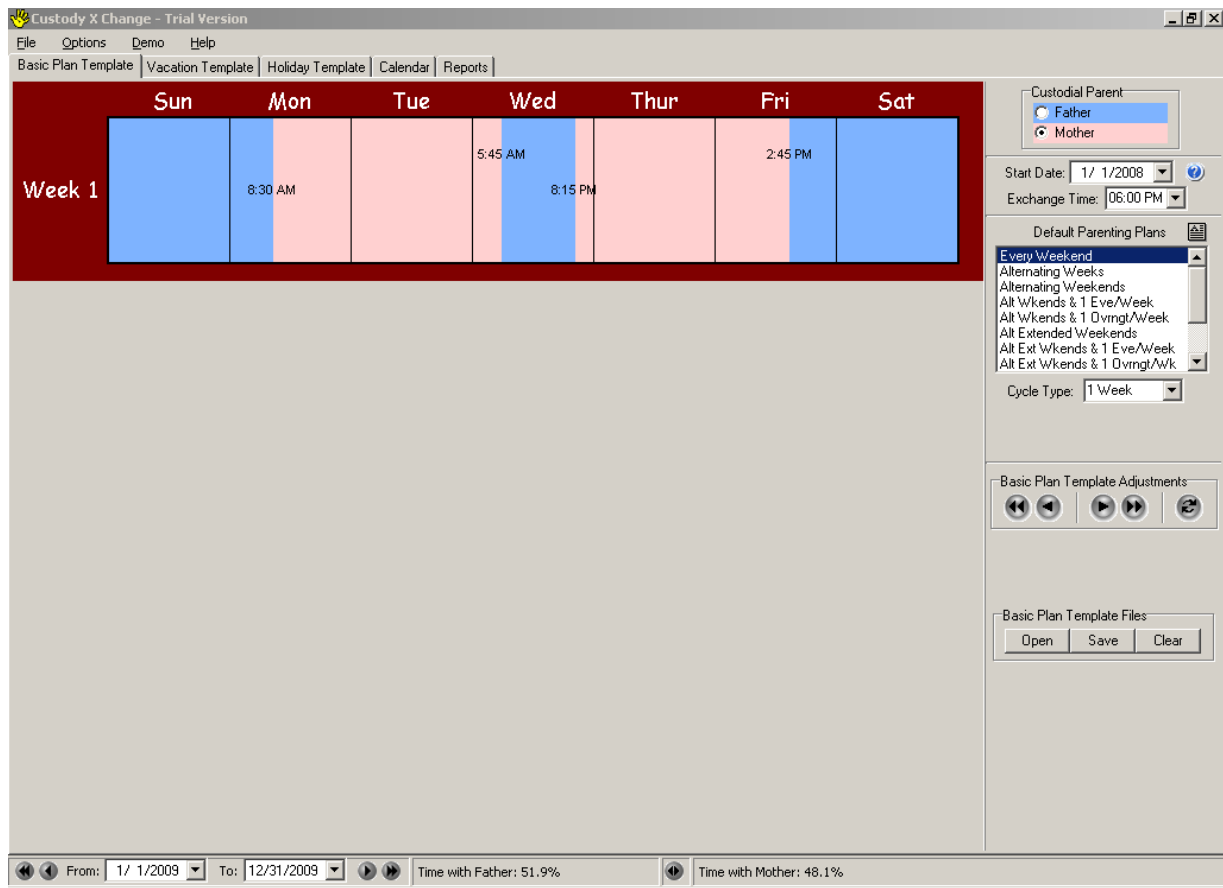 Custody X Change - Trial Version
File Options Demo Help
Basic Plan Template Vacation Template Holiday Template Calendar Reports
Sun Mon Tue Wed Thur Fri Sat
Week 1
5:45 AM 2:45 PM
8:30 AM 8:15 PM
Custodial Parent
Father
Mother
Start Date: 1/ 1/2008
Exchange Time: 06:00 PM
Default Parenting Plans
Every Weekend
Alternating Weeks
Alternating Weekends
Alt Wkends & 1 Eve/Week
Alt Wkends & 1 Ovrngt/Week
Alt Extended Weekends
Alt Ext Wkends & 1 Eve/Week
Alt Ext Wkends & 1 Ovrngt/Wk
Cycle Type: 1 Week
Basic Plan Template Adjustments
Basic Plan Template Files
Open Save Clear
From: 1/ 1/2009 To: 12/31/2009 Time with Father: 51.9% Time with Mother: 48.1%